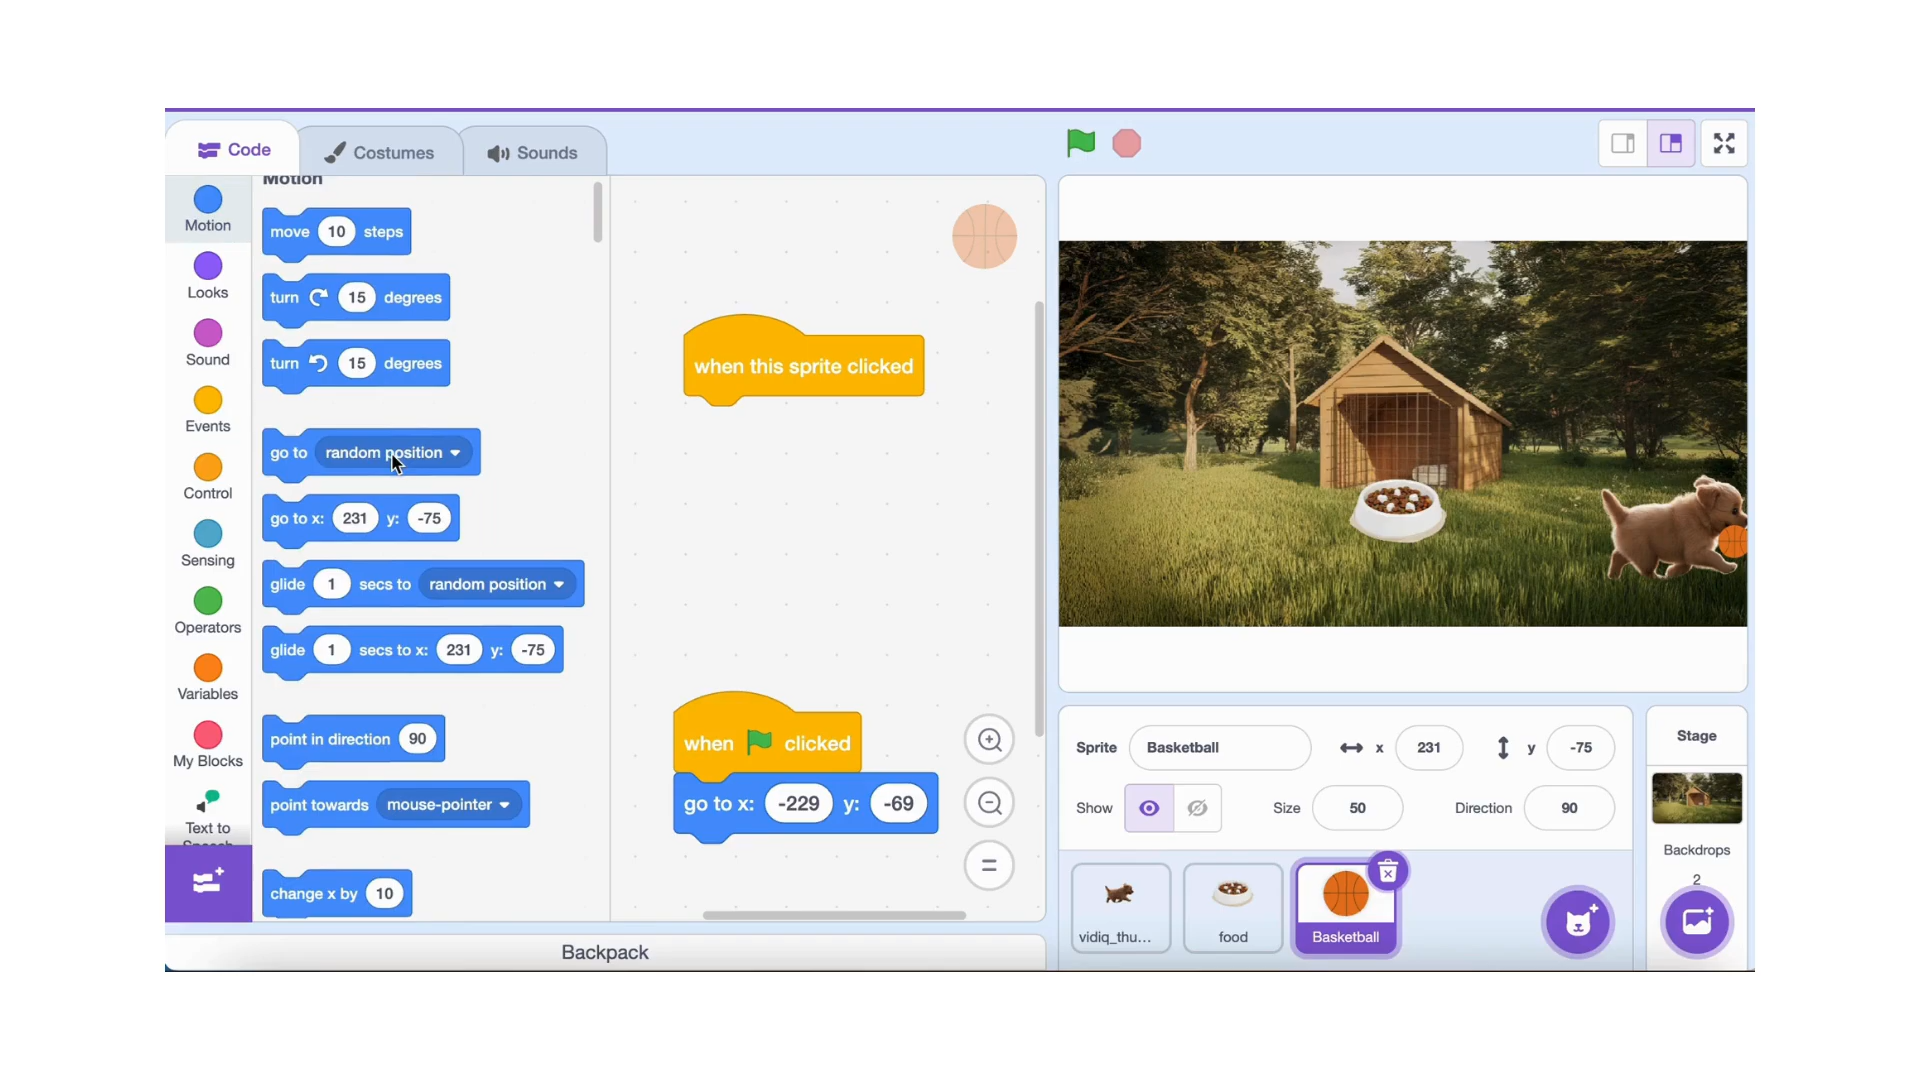 Code
Costumes
Sounds
Motion
Motion
Looks
Sound
Events
Control
Sensing
Operators
Variables
My Blocks
Text to
Speech
move 10 steps
turn 15 degrees
turn 15 degrees
go to random position
go to x: 231 y: -75
glide 1 secs to random position
glide 1 secs to x: 231 y: -75
point in direction 90
point towards mouse-pointer
change x by 10
when this sprite clicked
when clicked
go to x: -229 y: -69
Backpack
Sprite Basketball x 231 y -75
Show Size 50 Direction 90
vidiq_thu...
food
Basketball
Stage
Backdrops
2